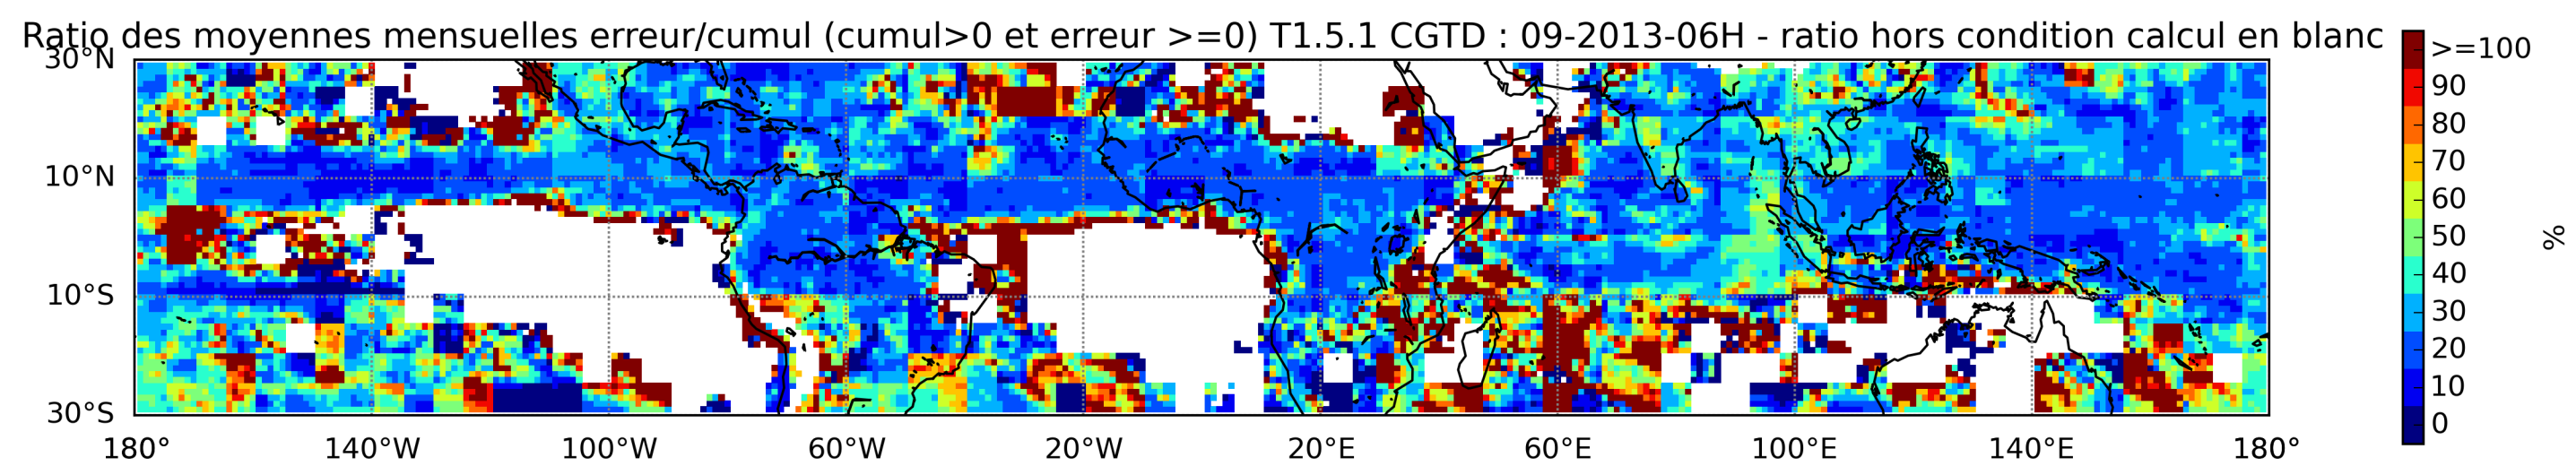 Ratio des moyennes mensuelles erreur/cumul (cumul>0 et erreur >=0) T1.5.1 CGTD : 09-2013-06H - ratio hors condition calcul en blanc
30°N
10°N
10°S
30°S
180° 140°W 100°W 60°W 20°W 20°E 60°E 100°E 140°E 180°
>=100
90
80
70
60
50
40
30
20
10
0
%